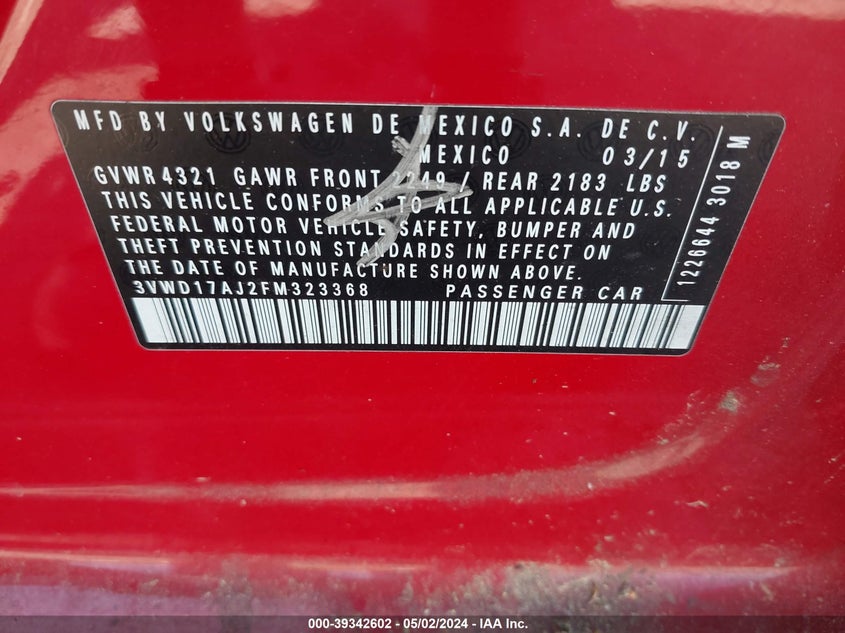 MFD BY VOLKSWAGEN DE MEXICO S.A. DE C.V.
MEXICO 03/15
GVWR 4321 GAWR FRONT 2249 / REAR 2183 LBS
THIS VEHICLE CONFORMS TO ALL APPLICABLE U.S.
FEDERAL MOTOR VEHICLE SAFETY, BUMPER AND
THEFT PREVENTION STANDARDS IN EFFECT ON
THE DATE OF MANUFACTURE SHOWN ABOVE.
3VWD17AJ2FM323368 PASSENGER CAR
1226644 3018 M
000-39342602 - 05/02/2024 - IAA Inc.